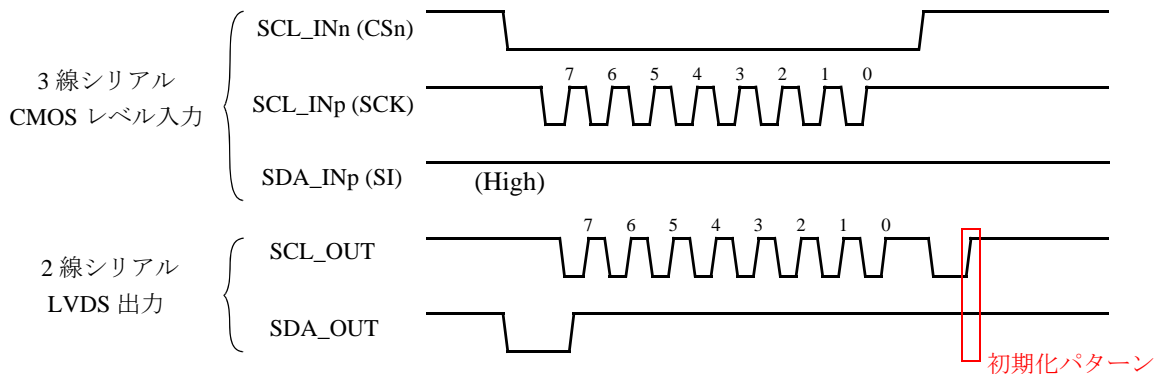 SCL_INn (CSn)
3 線シリアル
CMOS レベル入力
7 6 5 4 3 2 1 0
SCL_INp (SCK)
SDA_INp (SI)
(High)
7 6 5 4 3 2 1 0
SCL_OUT
2 線シリアル
LVDS 出力
SDA_OUT
初期化パターン